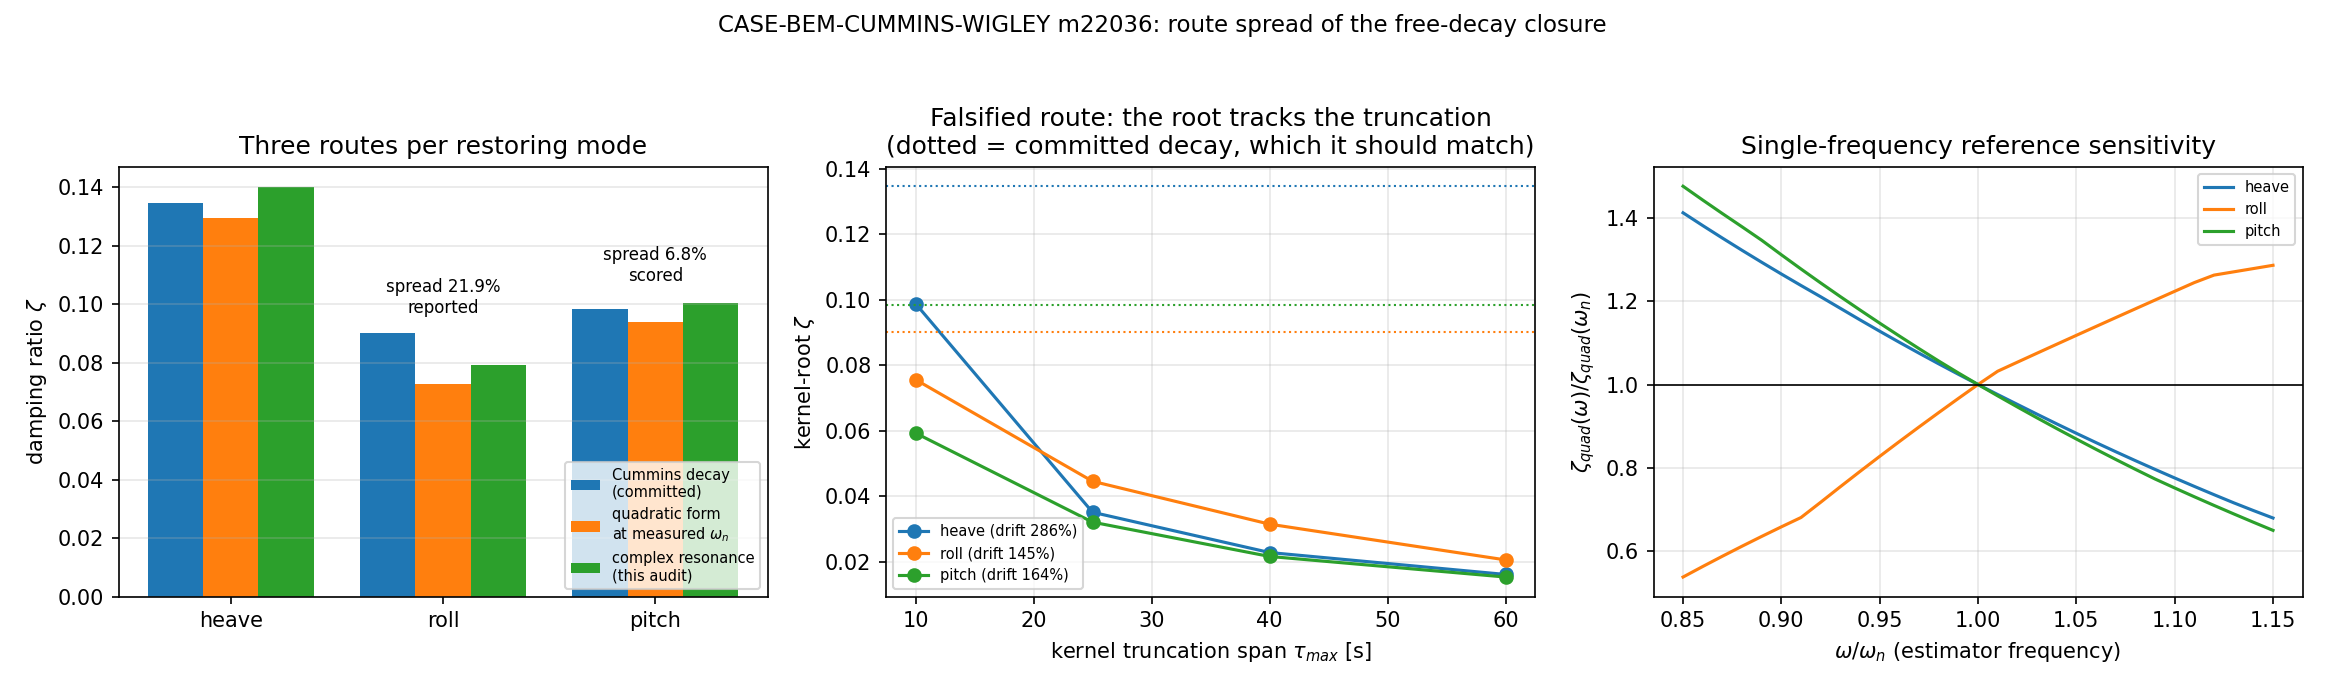 CASE-BEM-CUMMINS-WIGLEY m22036: route spread of the free-decay closure
Three routes per restoring mode
damping ratio ζ
0.14
0.12
0.10
0.08
0.06
0.04
0.02
0.00
spread 21.9%
reported
spread 6.8%
scored
Cummins decay
(committed)
quadratic form
at measured ωn
complex resonance
(this audit)
heave
roll
pitch
Falsified route: the root tracks the truncation
(dotted = committed decay, which it should match)
kernel-root ζ
0.14
0.12
0.10
0.08
0.06
0.04
0.02
heave (drift 286%)
roll (drift 145%)
pitch (drift 164%)
10
20
30
40
50
60
kernel truncation span τmax [s]
Single-frequency reference sensitivity
ζquad(ω)/ζquad(ωn)
1.4
1.2
1.0
0.8
0.6
heave
roll
pitch
0.85
0.90
0.95
1.00
1.05
1.10
1.15
ω/ωn (estimator frequency)